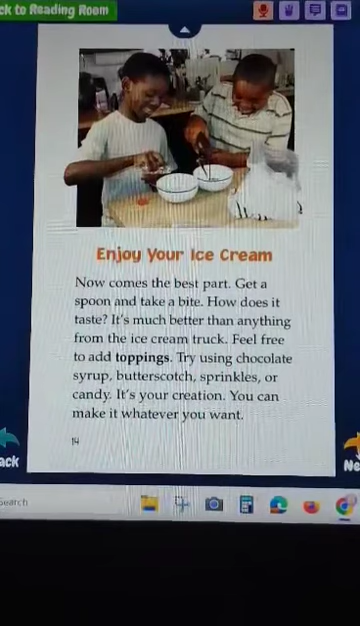 ck to Reading Room
Enjoy Your Ice Cream
Now comes the best part. Get a
spoon and take a bite. How does it
taste? It's much better than anything
from the ice cream truck. Feel free
to add toppings. Try using chocolate
syrup, butterscotch, sprinkles, or
candy. It's your creation. You can
make it whatever you want.
14
ack
Ne
Search